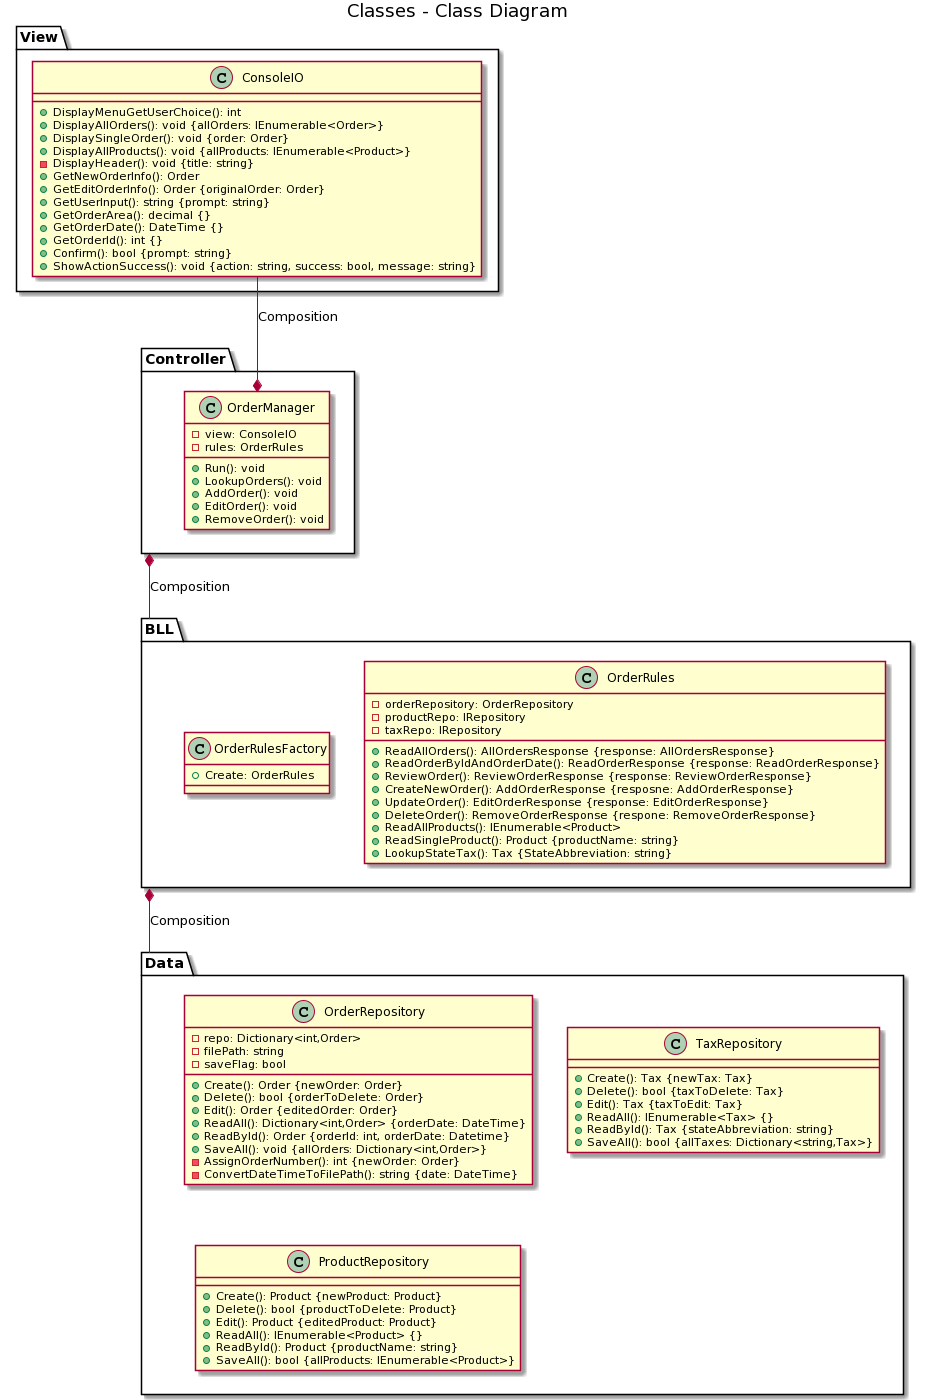 Classes - Class Diagram
View
C ConsoleIO
DisplayMenuGetUserChoice(): int
DisplayAllOrders(): void {allOrders: IEnumerable<Order>}
DisplaySingleOrder(): void {order: Order}
DisplayAllProducts(): void {allProducts: IEnumerable<Product>}
DisplayHeader(): void {title: string}
GetNewOrderInfo(): Order
GetEditOrderInfo(): Order {originalOrder: Order}
GetUserInput(): string {prompt: string}
GetOrderArea(): decimal {}
GetOrderDate(): DateTime {}
GetOrderId(): int {}
Confirm(): bool {prompt: string}
ShowActionSuccess(): void {action: string, success: bool, message: string}
Composition
Controller
C OrderManager
view: ConsoleIO
rules: OrderRules
Run(): void
LookupOrders(): void
AddOrder(): void
EditOrder(): void
RemoveOrder(): void
Composition
BLL
C OrderRulesFactory
Create: OrderRules
C OrderRules
orderRepository: OrderRepository
productRepo: IRepository
taxRepo: IRepository
ReadAllOrders(): AllOrdersResponse {response: AllOrdersResponse}
ReadOrderByIdAndOrderDate(): ReadOrderResponse {response: ReadOrderResponse}
ReviewOrder(): ReviewOrderResponse {response: ReviewOrderResponse}
CreateNewOrder(): AddOrderResponse {resposne: AddOrderResponse}
UpdateOrder(): EditOrderResponse {response: EditOrderResponse}
DeleteOrder(): RemoveOrderResponse {respone: RemoveOrderResponse}
ReadAllProducts(): IEnumerable<Product>
ReadSingleProduct(): Product {productName: string}
LookupStateTax(): Tax {StateAbbreviation: string}
Composition
Data
C OrderRepository
repo: Dictionary<int,Order>
filePath: string
saveFlag: bool
Create(): Order {newOrder: Order}
Delete(): bool {orderToDelete: Order}
Edit(): Order {editedOrder: Order}
ReadAll(): Dictionary<int,Order> {orderDate: DateTime}
ReadById(): Order {orderId: int, orderDate: Datetime}
SaveAll(): void {allOrders: Dictionary<int,Order>}
AssignOrderNumber(): int {newOrder: Order}
ConvertDateTimeToFilePath(): string {date: DateTime}
C TaxRepository
Create(): Tax {newTax: Tax}
Delete(): bool {taxToDelete: Tax}
Edit(): Tax {taxToEdit: Tax}
ReadAll(): IEnumerable<Tax> {}
ReadById(): Tax {stateAbbreviation: string}
SaveAll(): bool {allTaxes: Dictionary<string,Tax>}
C ProductRepository
Create(): Product {newProduct: Product}
Delete(): bool {productToDelete: Product}
Edit(): Product {editedProduct: Product}
ReadAll(): IEnumerable<Product> {}
ReadById(): Product {productName: string}
SaveAll(): bool {allProducts: IEnumerable<Product>}